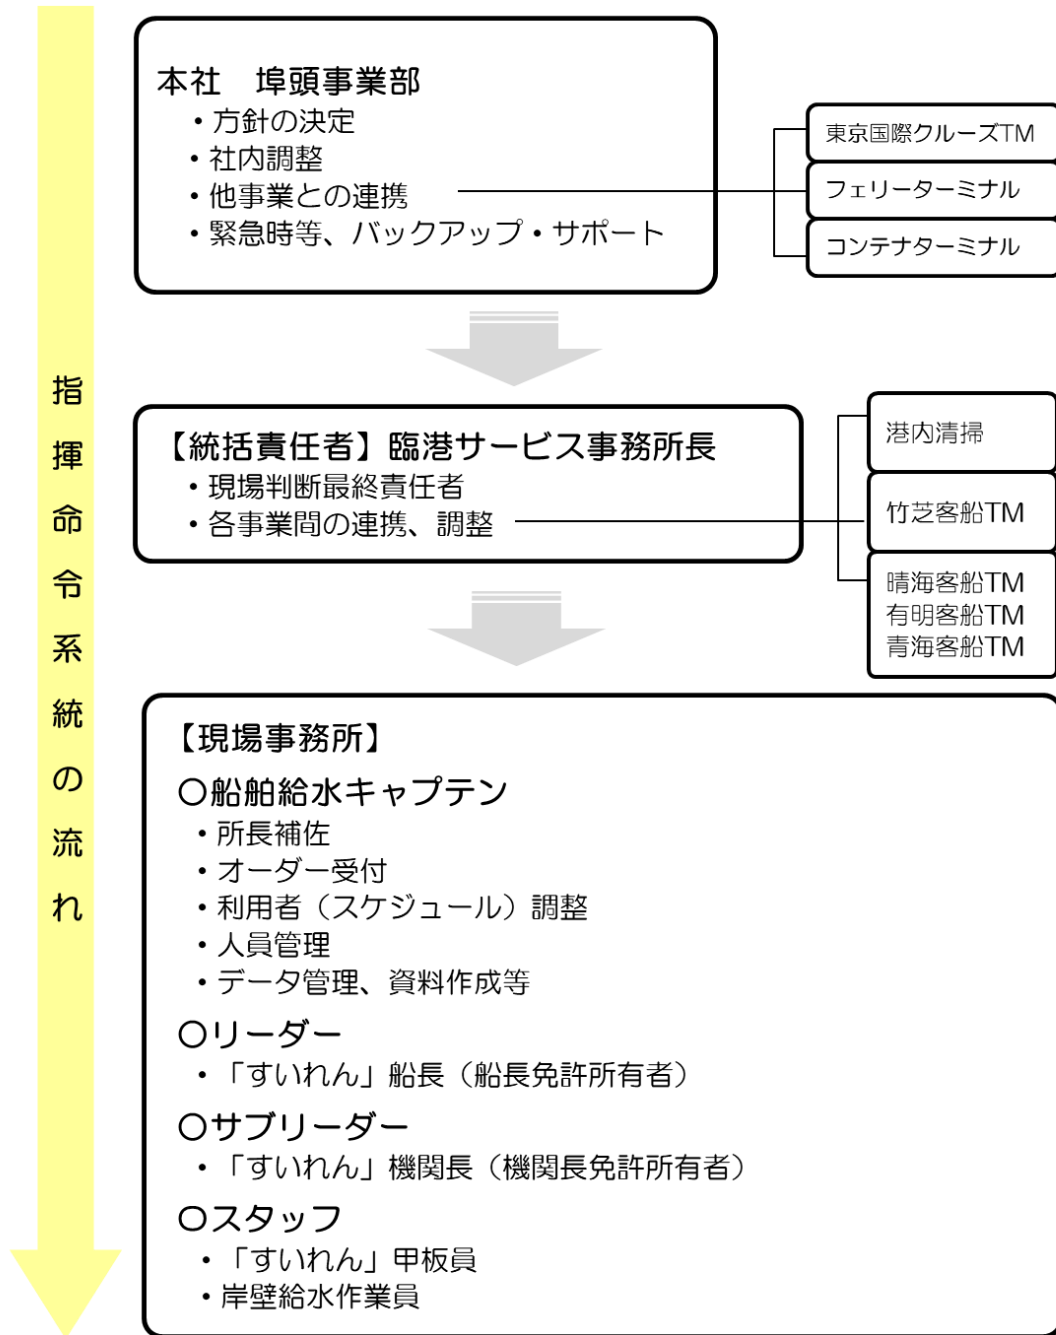 指揮命令系統の流れ
本社　埠頭事業部
・方針の決定
・社内調整
・他事業との連携
・緊急時等、バックアップ・サポート
東京国際クルーズTM
フェリーターミナル
コンテナターミナル
【統括責任者】臨港サービス事務所長
・現場判断最終責任者
・各事業間の連携、調整
港内清掃
竹芝客船TM
晴海客船TM
有明客船TM
青海客船TM
【現場事務所】
○船舶給水キャプテン
・所長補佐
・オーダー受付
・利用者（スケジュール）調整
・人員管理
・データ管理、資料作成等
○リーダー
・「すいれん」船長（船長免許所有者）
○サブリーダー
・「すいれん」機関長（機関長免許所有者）
○スタッフ
・「すいれん」甲板員
・岸壁給水作業員